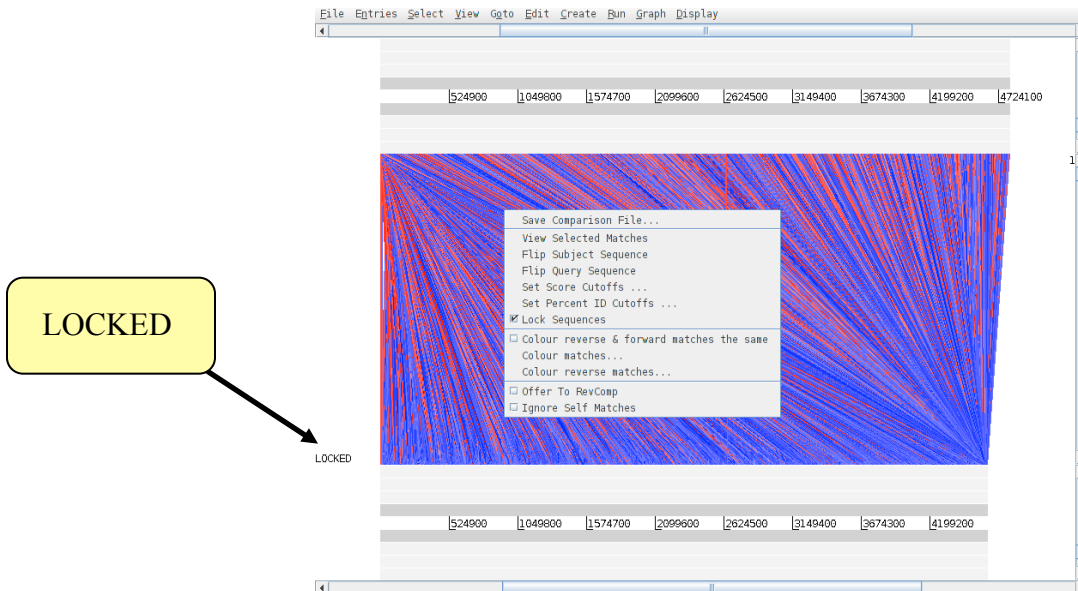 File Entries Select View Goto Edit Create Run Graph Display
524900 1049800 1574700 2099600 2624500 3149400 3674300 4199200 4724100
1
Save Comparison File...
View Selected Matches
Flip Subject Sequence
Flip Query Sequence
Set Score Cutoffs ...
Set Percent ID Cutoffs ...
Lock Sequences
Colour reverse & forward matches the same
Colour matches...
Colour reverse matches...
Offer To RevComp
Ignore Self Matches
LOCKED
LOCKED
524900 1049800 1574700 2099600 2624500 3149400 3674300 4199200